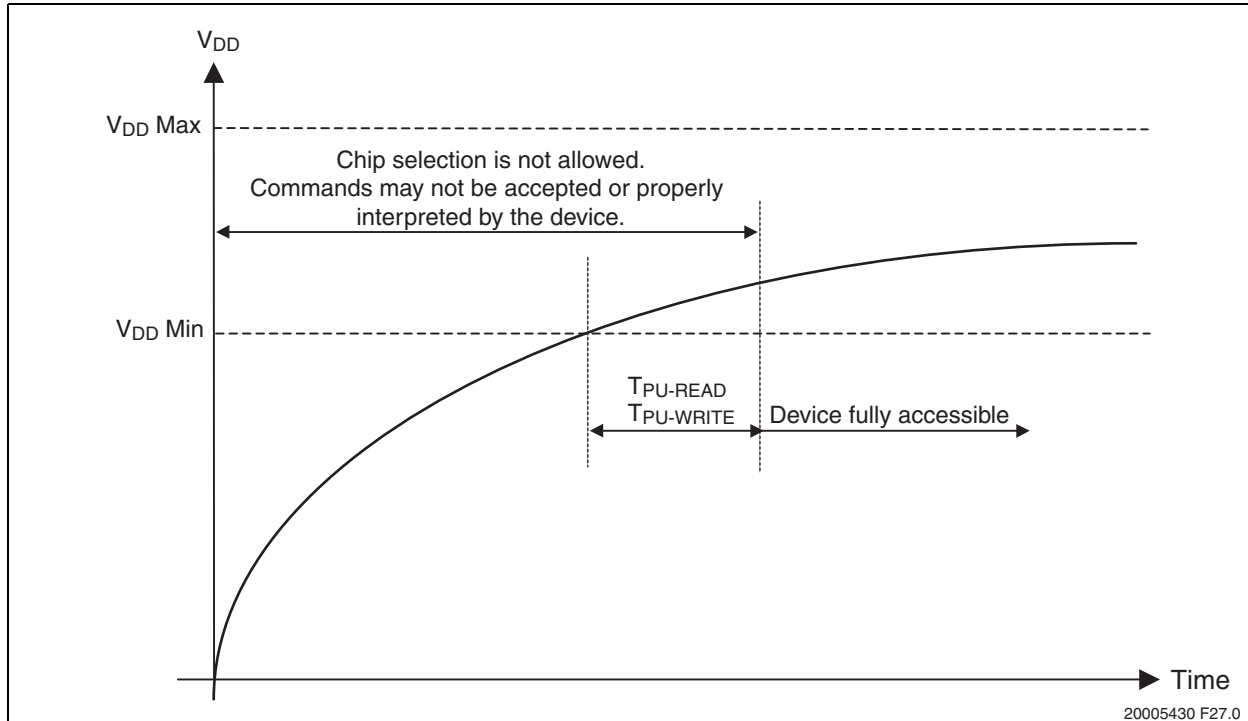 VDD
VDD Max
Chip selection is not allowed.
Commands may not be accepted or properly
interpreted by the device.
VDD Min
TPU-READ
TPU-WRITE
Device fully accessible
Time
20005430 F27.0